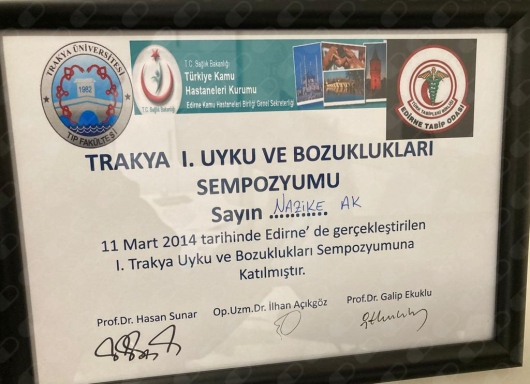 TRAKYA ÜNİVERSİTESİ
1982
TIP FAKÜLTESİ
T.C. Sağlık Bakanlığı
T.C. Sağlık Bakanlığı
Türkiye Kamu
Hastaneleri Kurumu
Edirne Kamu Hastaneleri Birliği Genel Sekreterliği
EDİRNE TABİP ODASI
TRAKYA I. UYKU VE BOZUKLUKLARI
SEMPOZYUMU
Sayın NAZİKE AK
11 Mart 2014 tarihinde Edirne' de gerçekleştirilen
I. Trakya Uyku ve Bozuklukları Sempozyumuna
Katılmıştır.
Prof.Dr. Hasan Sunar Op.Uzm.Dr. İlhan Açıkgöz Prof.Dr. Galip Ekuklu